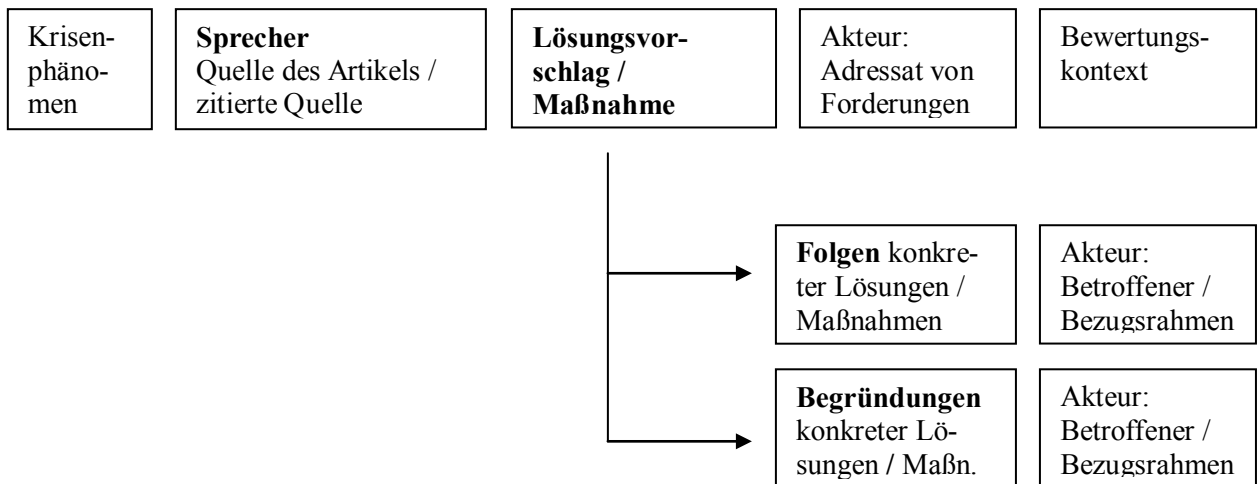 Krisen-
phäno-
men
Sprecher
Quelle des Artikels /
zitierte Quelle
Lösungsvor-
schlag /
Maßnahme
Akteur:
Adressat von
Forderungen
Bewertungs-
kontext
Folgen konkre-
ter Lösungen /
Maßnahmen
Akteur:
Betroffener /
Bezugsrahmen
Begründungen
konkreter Lö-
sungen / Maßn.
Akteur:
Betroffener /
Bezugsrahmen